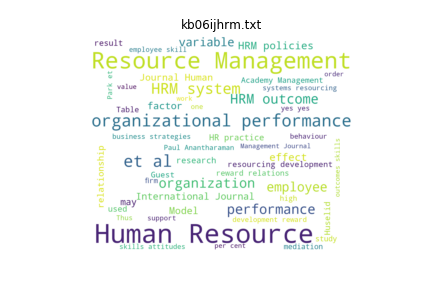 kb06ijhrm.txt
result
variable
HRM policies
employee skill
Resource Management
Park et
Journal Human
Academy Management
order
value
HRM system
systems resourcing
work
HRM outcome
Table
factor
one
yes yes
organizational performance
business strategies
HR practice
behaviour
Paul Anantharaman
Management Journal
relationship
et al
research
effect
resourcing development
outcomes skills
Guest
reward relations
firm
organization
employee
International Journal
high
may
used
Model
performance
Thus
support
development reward
Huselid
Human Resource
study
skills attitudes
per cent
mediation